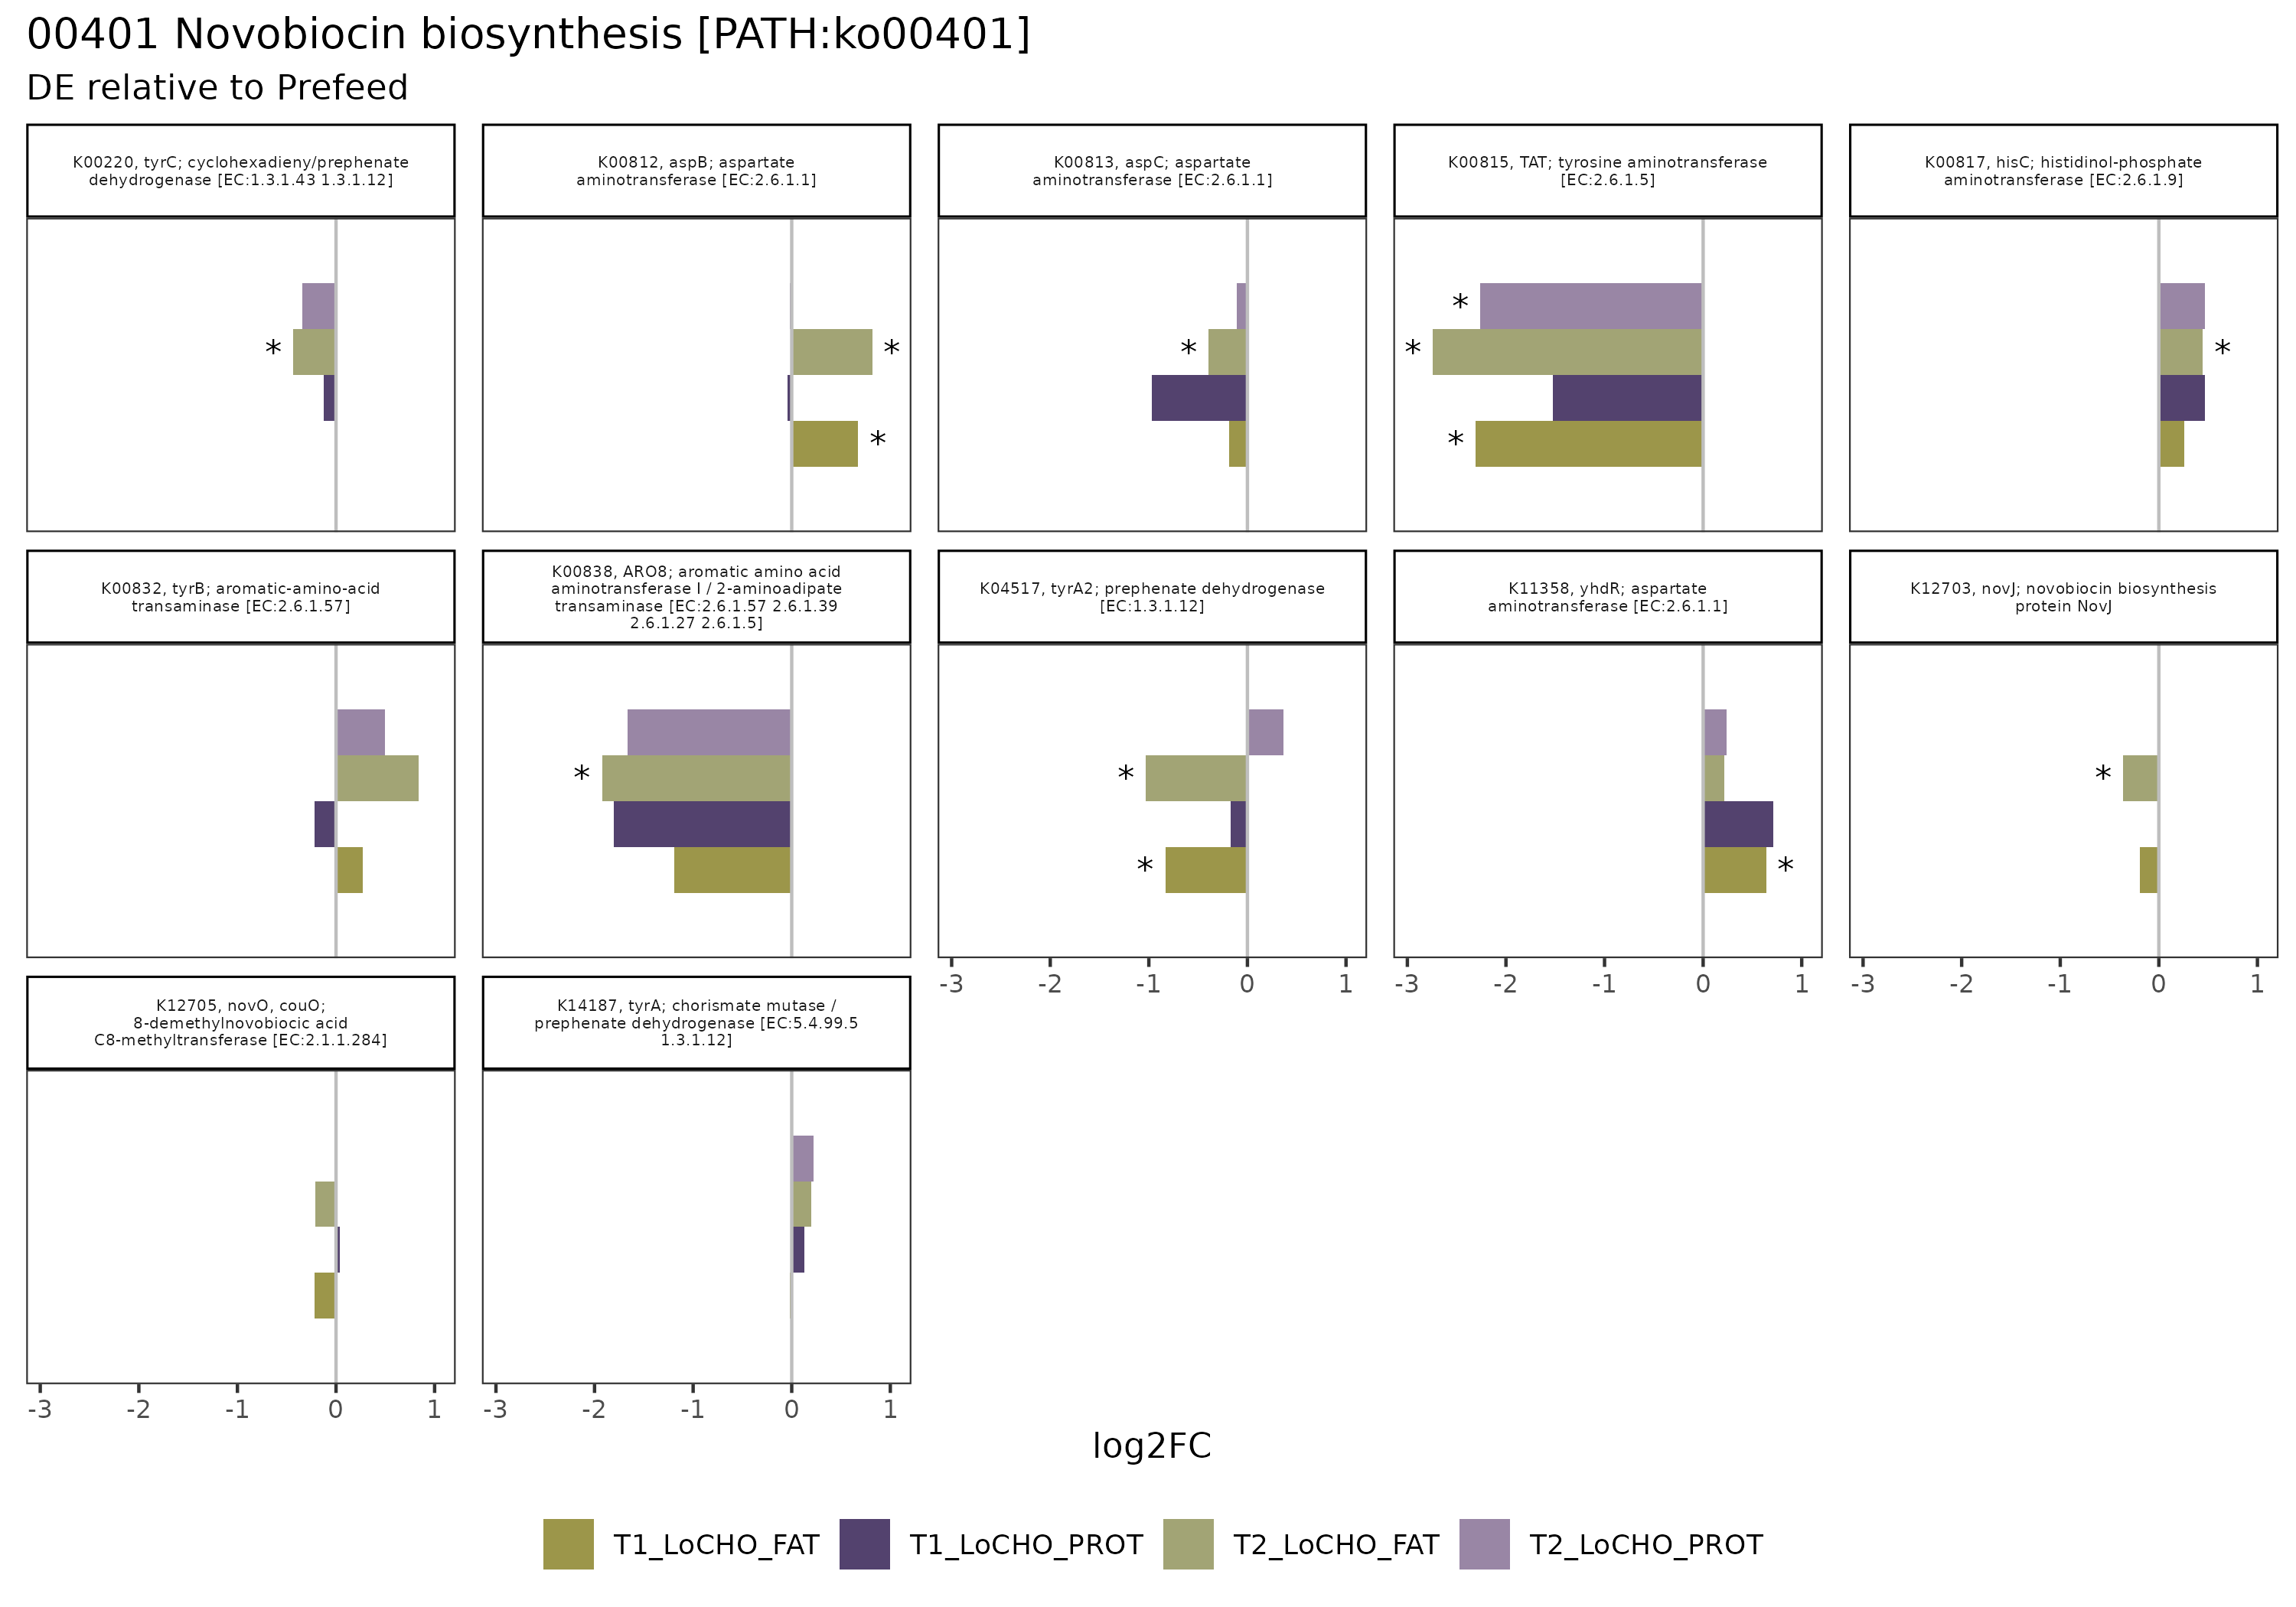 00401 Novobiocin biosynthesis [PATH:ko00401]
DE relative to Prefeed
K00220, tyrC; cyclohexadieny/prephenate
dehydrogenase [EC:1.3.1.43 1.3.1.12]
K00812, aspB; aspartate
aminotransferase [EC:2.6.1.1]
K00813, aspC; aspartate
aminotransferase [EC:2.6.1.1]
K00815, TAT; tyrosine aminotransferase
[EC:2.6.1.5]
K00817, hisC; histidinol-phosphate
aminotransferase [EC:2.6.1.9]
*
*
*
*
*
*
*
*
K00832, tyrB; aromatic-amino-acid
transaminase [EC:2.6.1.57]
K00838, ARO8; aromatic amino acid
aminotransferase I / 2-aminoadipate
transaminase [EC:2.6.1.57 2.6.1.39
2.6.1.27 2.6.1.5]
K04517, tyrA2; prephenate dehydrogenase
[EC:1.3.1.12]
K11358, yhdR; aspartate
aminotransferase [EC:2.6.1.1]
K12703, novJ; novobiocin biosynthesis
protein NovJ
*
*
*
*
*
-3 -2 -1 0 1
-3 -2 -1 0 1
-3 -2 -1 0 1
K12705, novO, couO;
8-demethylnovobiocic acid
C8-methyltransferase [EC:2.1.1.284]
K14187, tyrA; chorismate mutase /
prephenate dehydrogenase [EC:5.4.99.5
1.3.1.12]
-3 -2 -1 0 1
-3 -2 -1 0 1
log2FC
T1_LoCHO_FAT T1_LoCHO_PROT T2_LoCHO_FAT T2_LoCHO_PROT